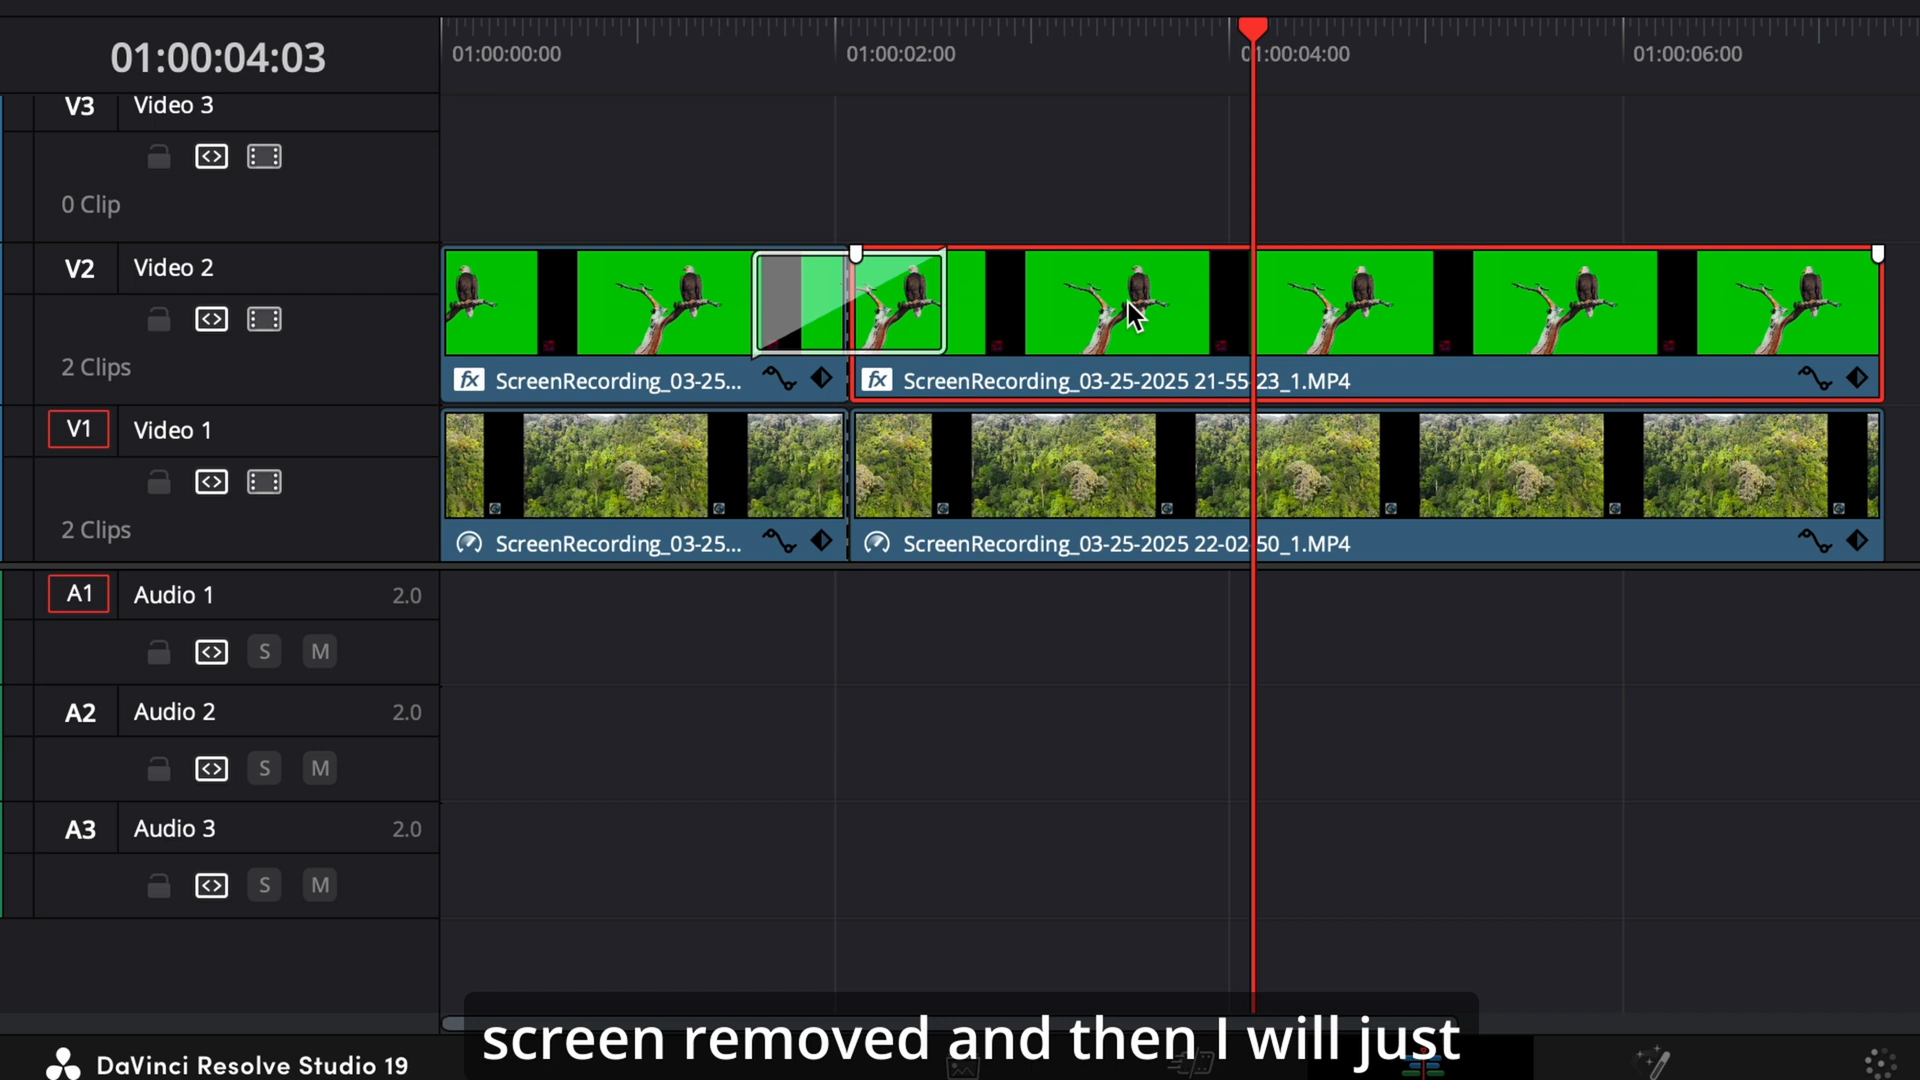 01:00:04:03
01:00:00:00
01:00:02:00
01:00:04:00
01:00:06:00
V3 Video 3
0 Clip
V2 Video 2
2 Clips
fx ScreenRecording_03-25...
fx ScreenRecording_03-25-2025 21-55-23_1.MP4
V1 Video 1
2 Clips
ScreenRecording_03-25...
ScreenRecording_03-25-2025 22-02-50_1.MP4
A1 Audio 1 2.0
S M
A2 Audio 2 2.0
S M
A3 Audio 3 2.0
S M
screen removed and then I will just
DaVinci Resolve Studio 19